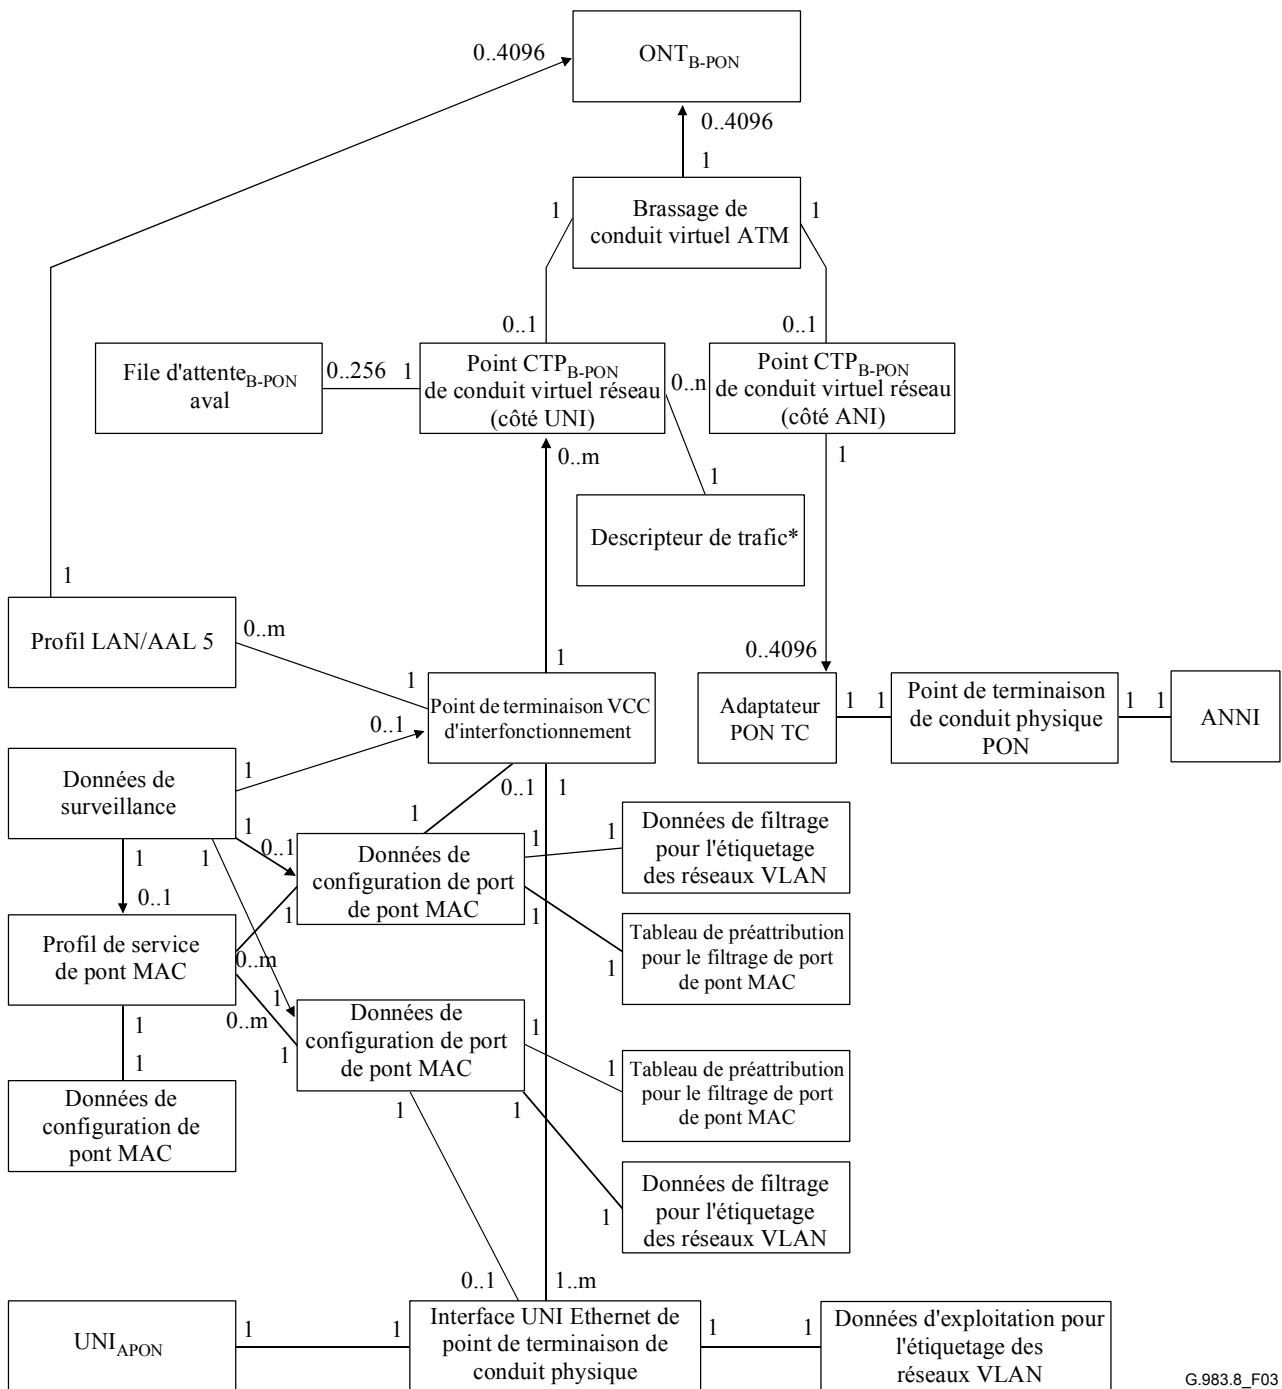 0..4096
ONT B-PON
0..4096
1
1
Brassage de
conduit virtuel ATM
1
0..1
0..1
File d'attente B-PON
aval
0..256
1
Point CTP B-PON
de conduit virtuel réseau
(côté UNI)
0..n
Point CTP B-PON
de conduit virtuel réseau
(côté ANI)
0..m
1
1
Descripteur de trafic*
1
Profil LAN/AAL 5
0..m
1
1
0..4096
Point de terminaison VCC
d'interfonctionnement
Adaptateur
PON TC
1
1
Point de terminaison
de conduit physique
PON
1
1
ANNI
0..1
Données de
surveillance
1
1
0..1
1
1
0..1
1
1
Données de
configuration de port
de pont MAC
1
1
Données de filtrage
pour l'étiquetage
des réseaux VLAN
0..1
1
1
Profil de service
de pont MAC
0..m
Tableau de préattribution
pour le filtrage de port
de pont MAC
1
1
0..m
1
Données de
configuration de port
de pont MAC
1
1
1
1
Tableau de préattribution
pour le filtrage de port
de pont MAC
Données de
configuration de
pont MAC
1
1
Données de filtrage
pour l'étiquetage
des réseaux VLAN
1
0..1
1..m
UNI APON
1
1
Interface UNI Ethernet de
point de terminaison de
conduit physique
1
1
Données d'exploitation pour
l'étiquetage des
réseaux VLAN
G.983.8_F03